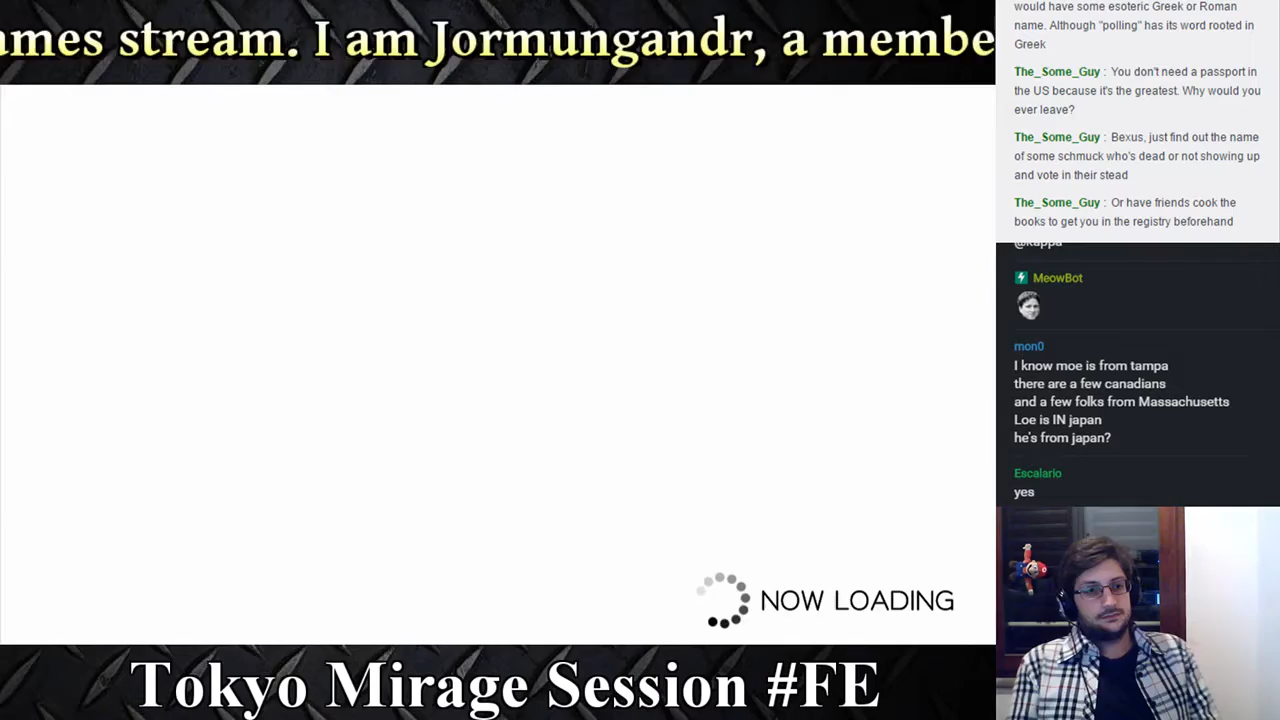 ames stream. I am Jormungandr, a membe
would have some esoteric Greek or Roman
name. Although "polling" has its word rooted in
Greek
The_Some_Guy : You don't need a passport in
the US because it's the greatest. Why would you
ever leave?
The_Some_Guy : Bexus, just find out the name
of some schmuck who's dead or not showing up
and vote in their stead
The_Some_Guy : Or have friends cook the
books to get you in the registry beforehand
@kappa
MeowBot
mon0
I know moe is from tampa
there are a few canadians
and a few folks from Massachusetts
Loe is IN japan
he's from japan?
Escalario
yes
NOW LOADING
Tokyo Mirage Session #FE